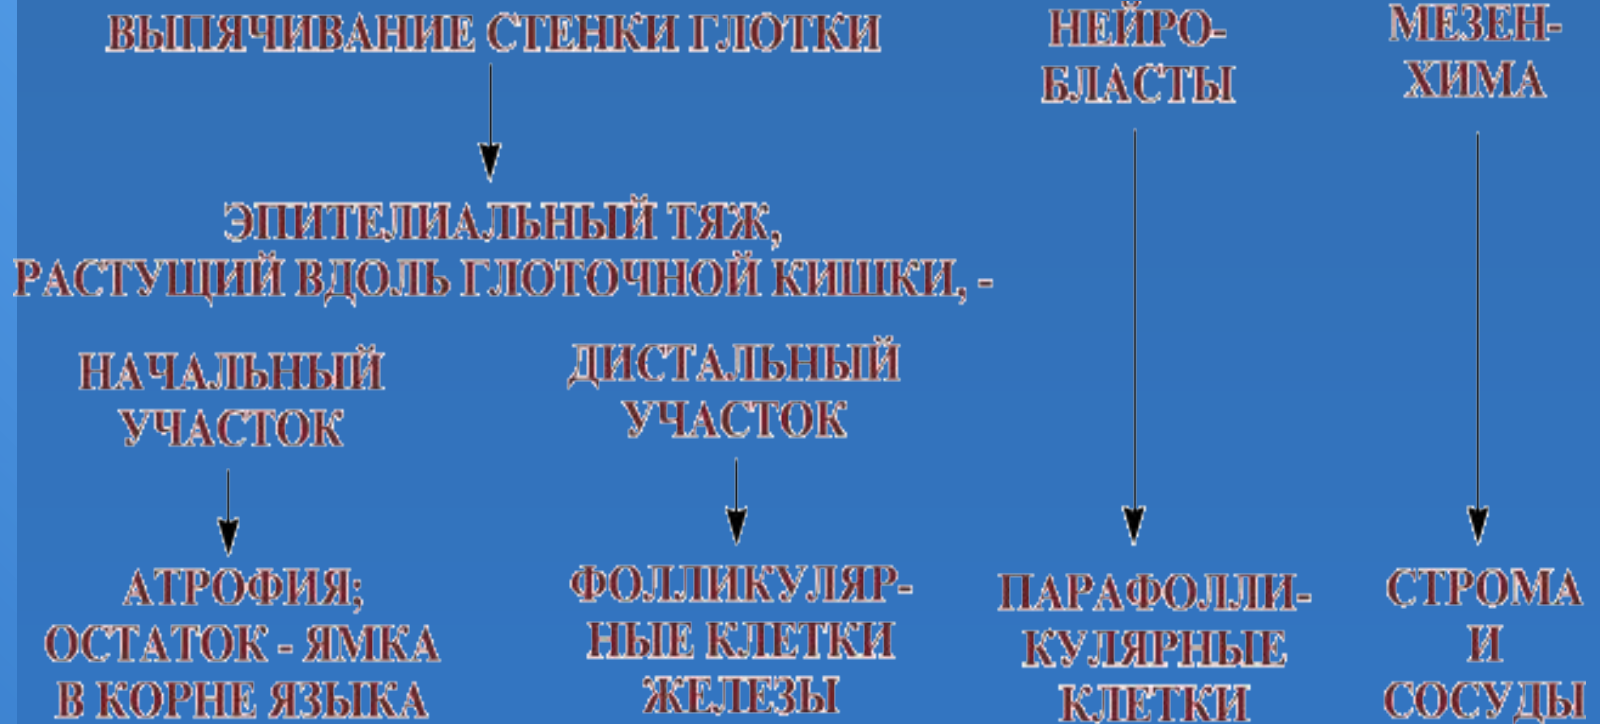 ВЫПЯЧИВАНИЕ СТЕНКИ ГЛОТКИ
НЕЙРО-
БЛАСТЫ
МЕЗЕН-
ХИМА
ЭПИТЕЛИАЛЬНЫЙ ТЯЖ,
РАСТУЩИЙ ВДОЛЬ ГЛОТОЧНОЙ КИШКИ, -
НАЧАЛЬНЫЙ
УЧАСТОК
ДИСТАЛЬНЫЙ
УЧАСТОК
АТРОФИЯ;
ОСТАТОК - ЯМКА
В КОРНЕ ЯЗЫКА
ФОЛЛИКУЛЯР-
НЫЕ КЛЕТКИ
ЖЕЛЕЗЫ
ПАРАФОЛЛИ-
КУЛЯРНЫЕ
КЛЕТКИ
СТРОМА
И
СОСУДЫ